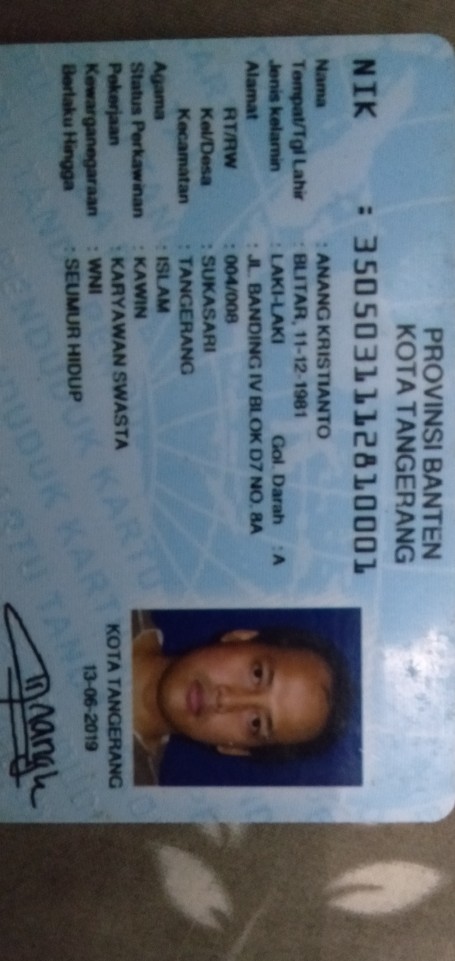 PROVINSI BANTEN
KOTA TANGERANG
NIK : 3505031112810001
Nama : ANANG KRISTIANTO
Tempat/Tgl Lahir : BLITAR, 11-12-1981
Jenis kelamin : LAKI-LAKI Gol. Darah : A
Alamat : JL. BANDING IV BLOK D7 NO. 8A
RT/RW : 004/008
Kel/Desa : SUKASARI
Kecamatan : TANGERANG
Agama : ISLAM
Status Perkawinan : KAWIN
Pekerjaan : KARYAWAN SWASTA
Kewarganegaraan : WNI
Berlaku Hingga : SEUMUR HIDUP
KOTA TANGERANG
13-06-2019